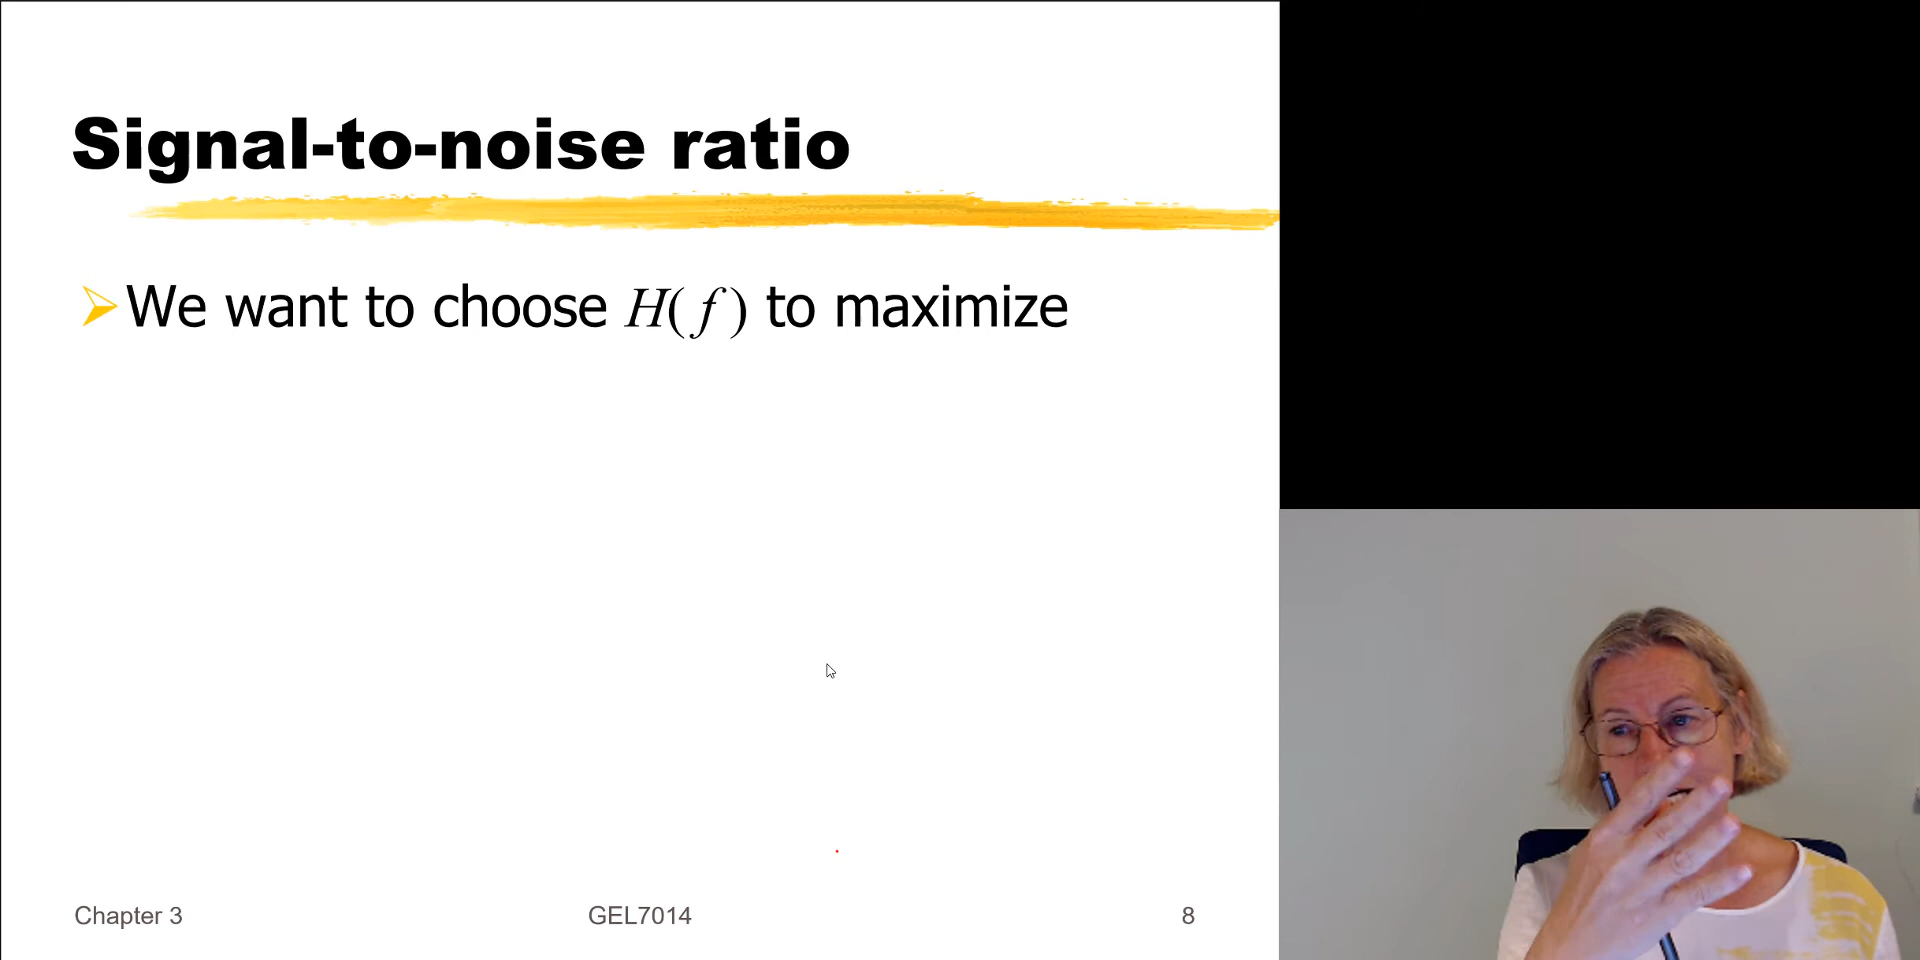 Signal-to-noise ratio
We want to choose H(f) to maximize
Chapter 3
GEL7014
8